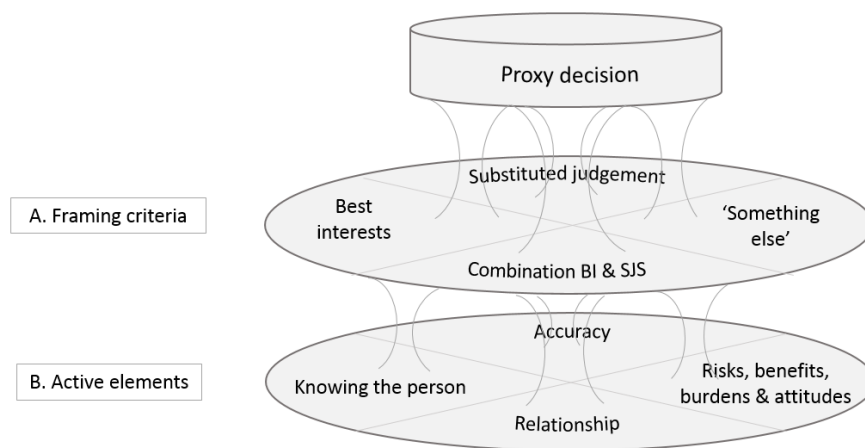 Proxy decision
Substituted judgement
A. Framing criteria
Best
interests
‘Something
else’
Combination BI & SJS
Accuracy
B. Active elements
Knowing the person
Risks, benefits,
burdens & attitudes
Relationship